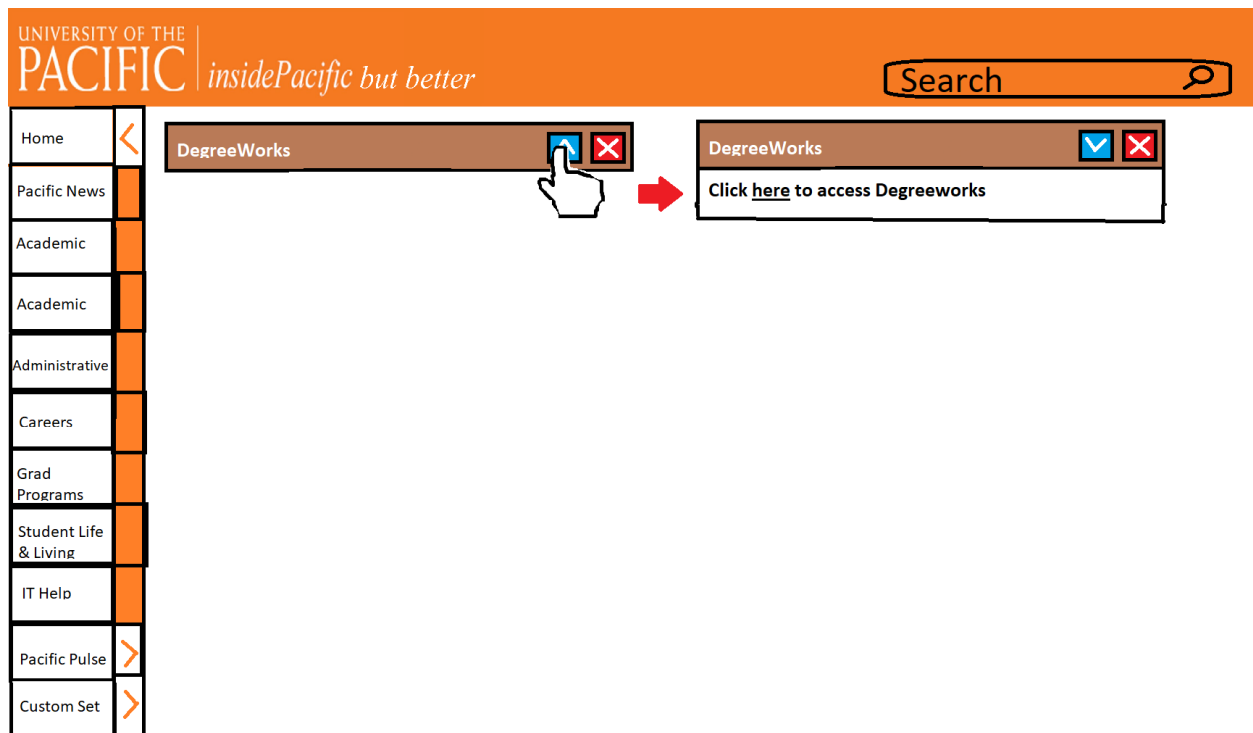 UNIVERSITY OF THE
PACIFIC
insidePacific but better
Search
Home
Pacific News
Academic
Academic
Administrative
Careers
Grad
Programs
Student Life
& Living
IT Help
Pacific Pulse
Custom Set
DegreeWorks
DegreeWorks
Click here to access Degreeworks